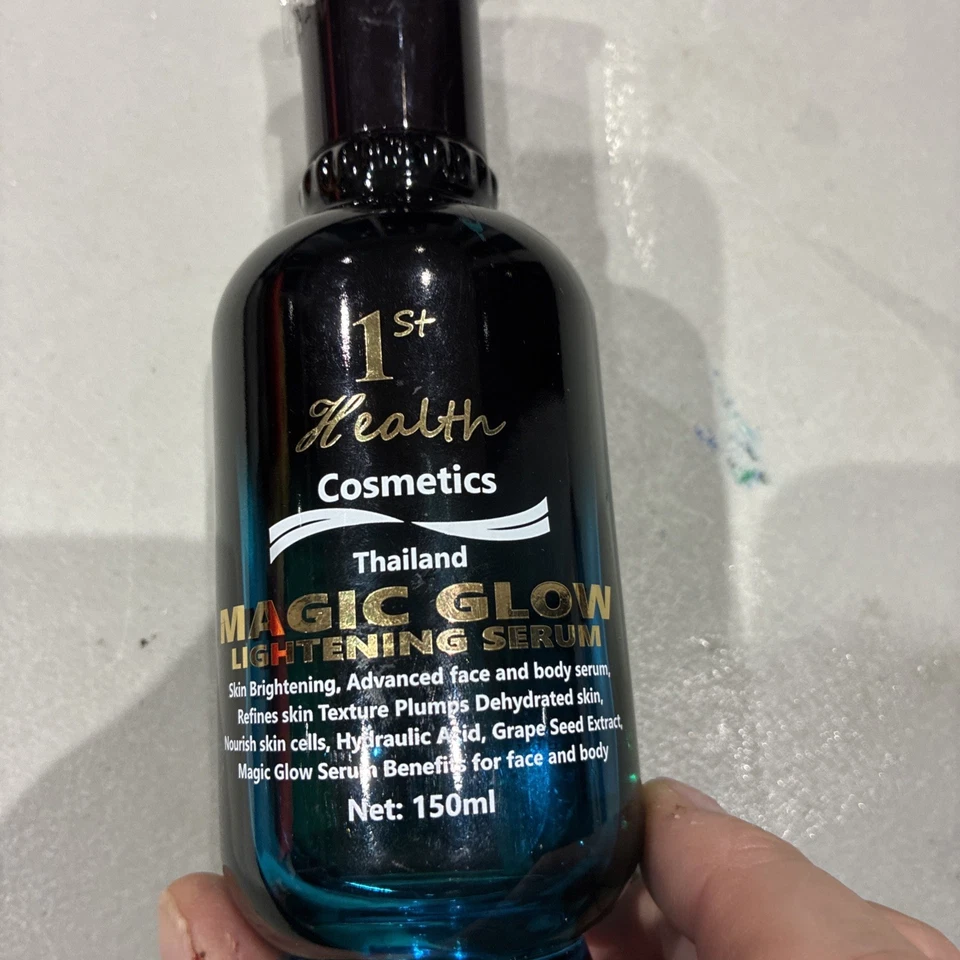 1st
Health
Cosmetics
Thailand
MAGIC GLOW
LIGHTENING SERUM
Skin Brightening, Advanced face and body serum,
Refines skin Texture Plumps Dehydrated skin,
Nourish skin cells, Hydraulic Acid, Grape Seed Extract,
Magic Glow Serum Benefits for face and body
Net: 150ml